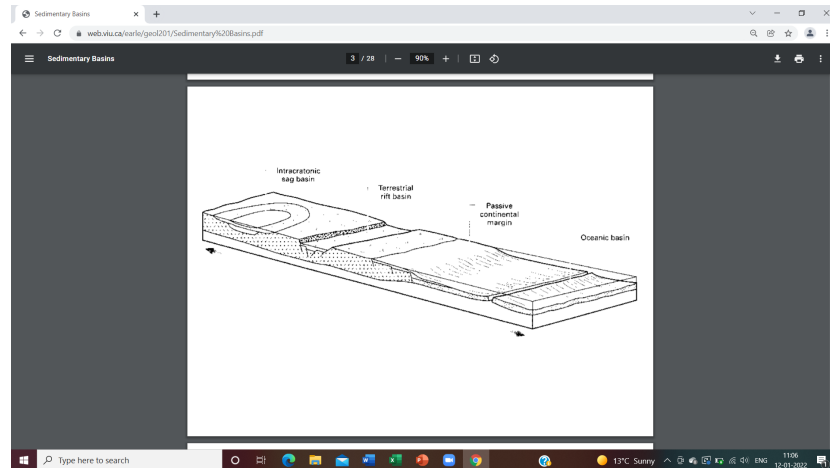 Sedimentary Basins
web.viu.ca/earle/geol201/Sedimentary%20Basins.pdf
Sedimentary Basins
3 / 28
90%
Intracratonic
sag basin
Terrestrial
rift basin
Passive
continental
margin
Oceanic basin
Type here to search
13°C Sunny
ENG
11:06
12-01-2022